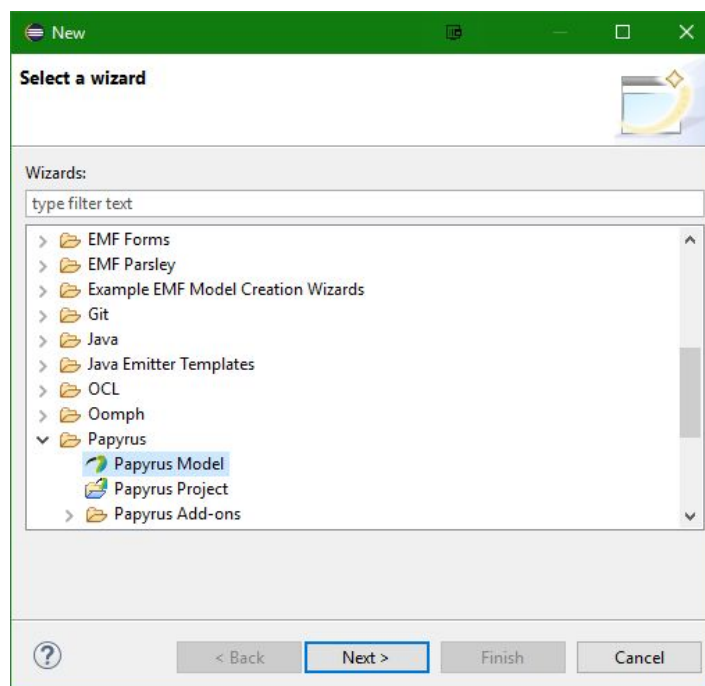 New
Select a wizard
Wizards:
type filter text
EMF Forms
EMF Parsley
Example EMF Model Creation Wizards
Git
Java
Java Emitter Templates
OCL
Oomph
Papyrus
Papyrus Model
Papyrus Project
Papyrus Add-ons
? < Back Next > Finish Cancel